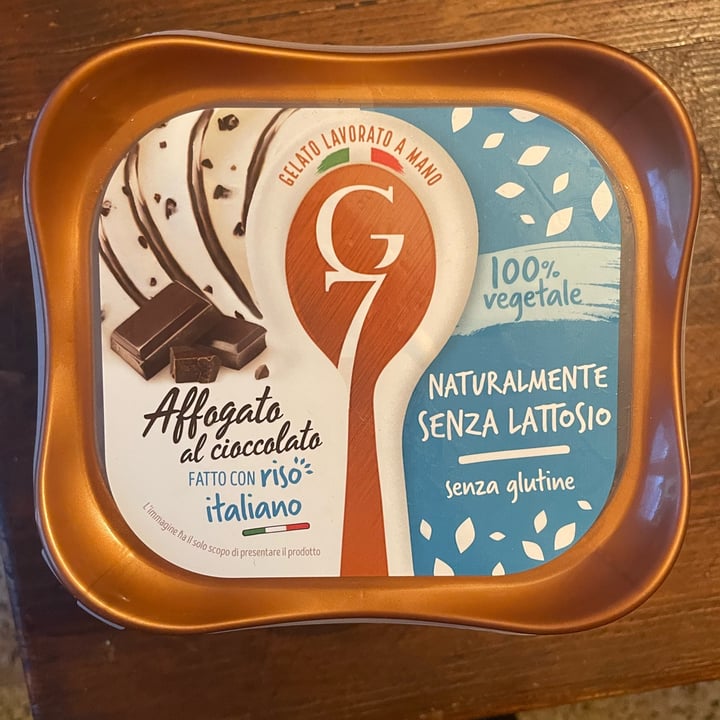 GELATO LAVORATO A MANO
G7
100%
vegetale
NATURALMENTE
SENZA LATTOSIO
senza glutine
Affogato
al cioccolato
FATTO CON riso
italiano
L'immagine ha il solo scopo di presentare il prodotto